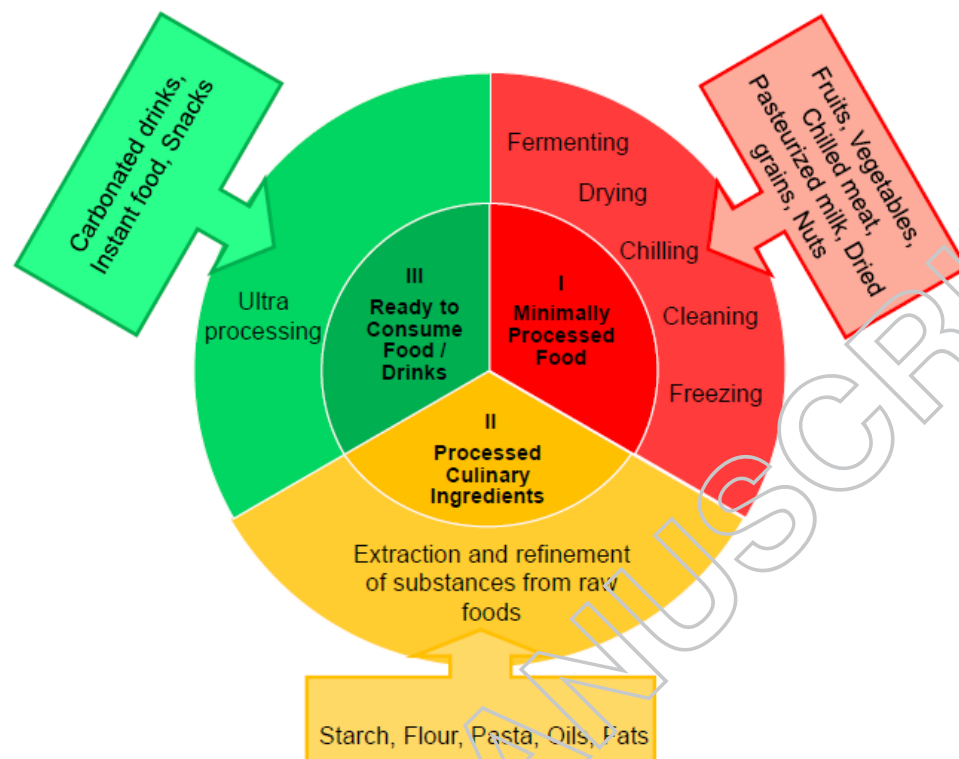 Carbonated drinks,
Instant food, Snacks
Fruits, Vegetables,
Chilled meat,
Pasteurized milk, Dried
grains, Nuts
Fermenting
Drying
Chilling
Cleaning
Freezing
Ultra
processing
III
Ready to
Consume
Food /
Drinks
I
Minimally
Processed
Food
II
Processed
Culinary
Ingredients
Extraction and refinement
of substances from raw
foods
Starch, Flour, Pasta, Oils, Fats